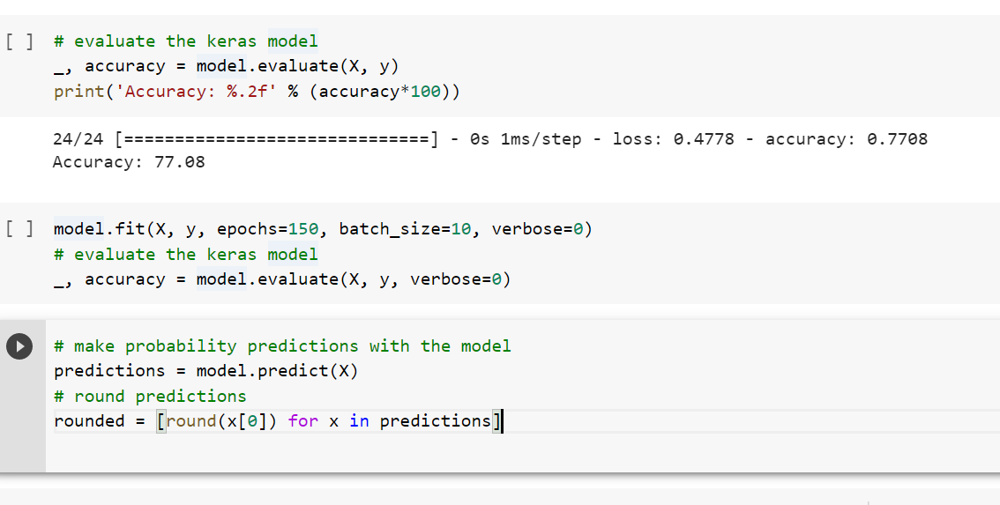 [ ] # evaluate the keras model
_, accuracy = model.evaluate(X, y)
print('Accuracy: %.2f' % (accuracy*100))
24/24 [==============================] - 0s 1ms/step - loss: 0.4778 - accuracy: 0.7708
Accuracy: 77.08
[ ] model.fit(X, y, epochs=150, batch_size=10, verbose=0)
# evaluate the keras model
_, accuracy = model.evaluate(X, y, verbose=0)
# make probability predictions with the model
predictions = model.predict(X)
# round predictions
rounded = [round(x[0]) for x in predictions]